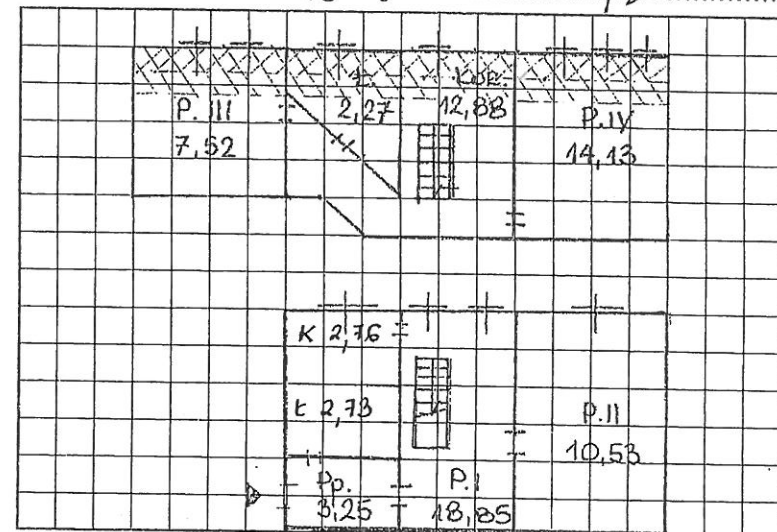 P. III
7,52
2,27
Kor.
12,88
P.IV
14,13
K 2,76
Ł 2,73
P.II
10,53
Pp.
3,25
P.I
18,85